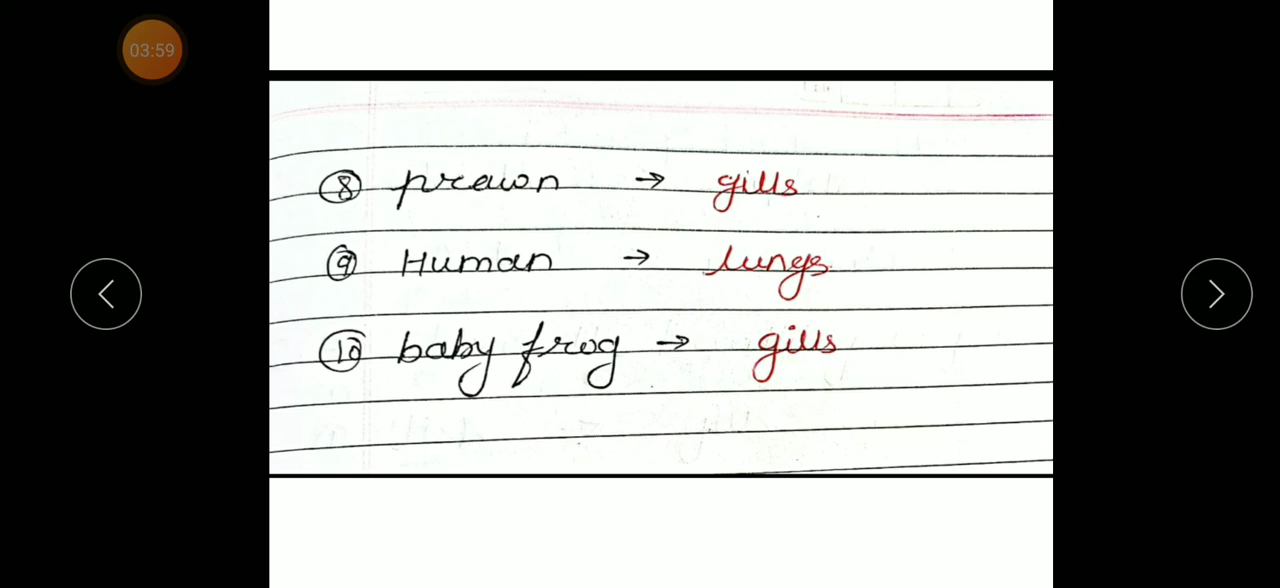 03:59
⑧ prawn → gills
⑨ Human → lungs
⑩ baby frog → gills